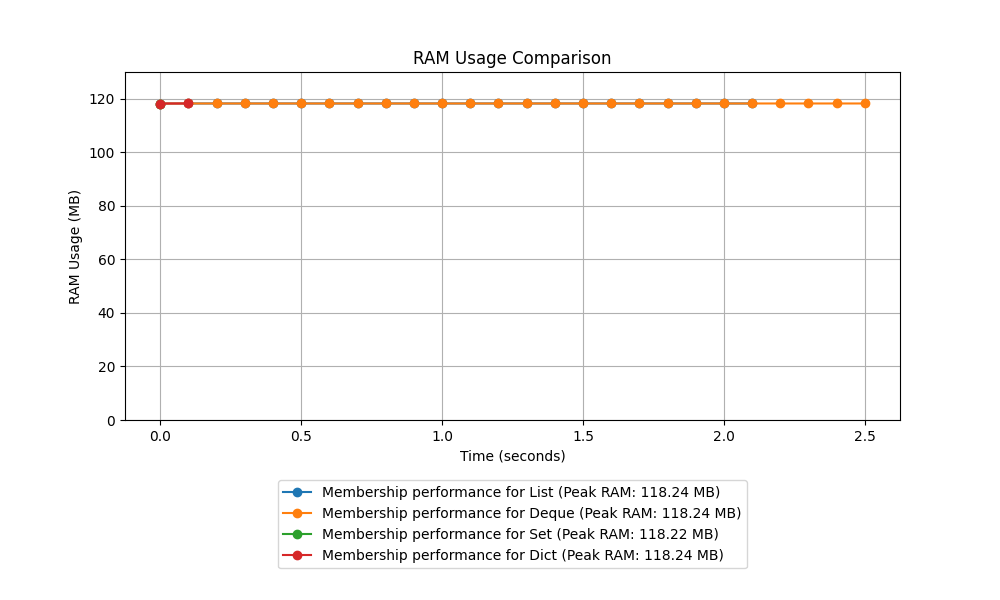 RAM Usage Comparison
RAM Usage (MB)
120
100
80
60
40
20
0
0.0 0.5 1.0 1.5 2.0 2.5
Time (seconds)
Membership performance for List (Peak RAM: 118.24 MB)
Membership performance for Deque (Peak RAM: 118.24 MB)
Membership performance for Set (Peak RAM: 118.22 MB)
Membership performance for Dict (Peak RAM: 118.24 MB)